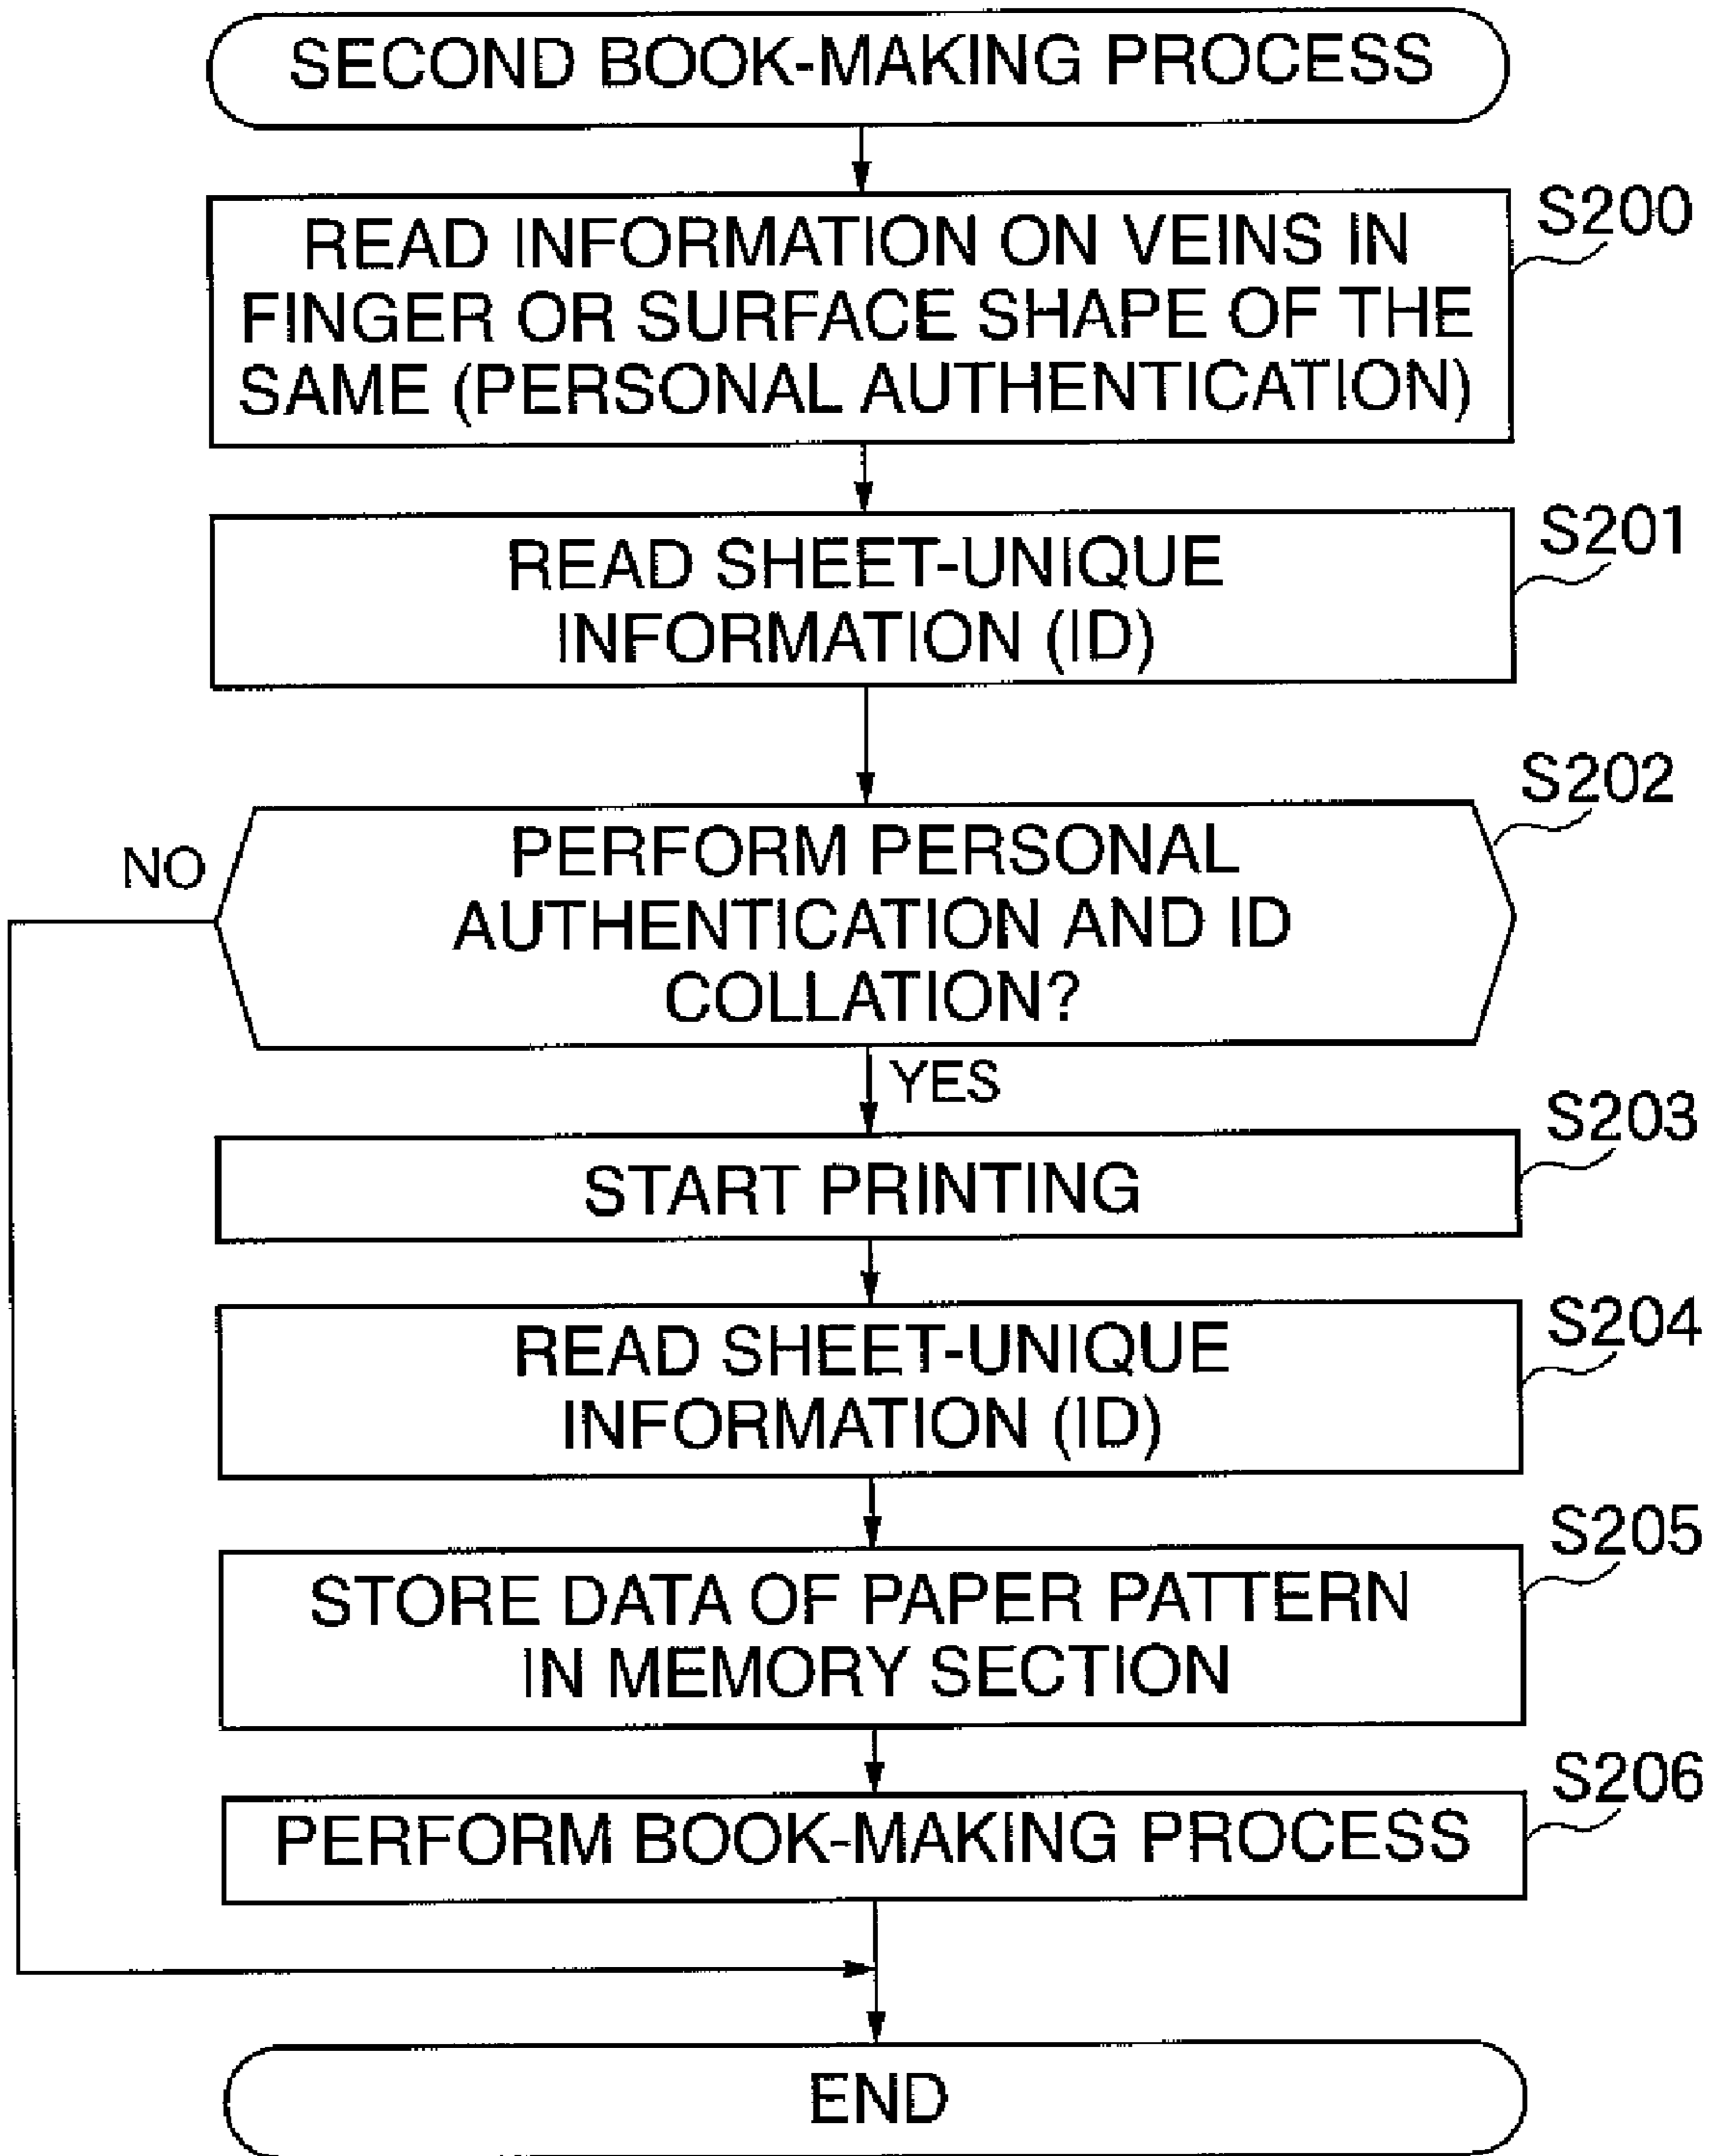 SECOND BOOK-MAKING PROCESS
S200
READ INFORMATION ON VEINS IN
FINGER OR SURFACE SHAPE OF THE
SAME (PERSONAL AUTHENTICATION)
S201
READ SHEET-UNIQUE
INFORMATION (ID)
S202
NO
PERFORM PERSONAL
AUTHENTICATION AND ID
COLLATION?
YES
S203
START PRINTING
S204
READ SHEET-UNIQUE
INFORMATION (ID)
S205
STORE DATA OF PAPER PATTERN
IN MEMORY SECTION
S206
PERFORM BOOK-MAKING PROCESS
END